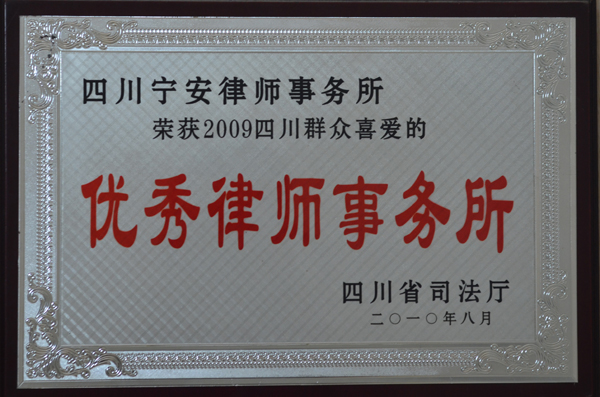 四川宁安律师事务所
荣获2009四川群众喜爱的
优秀律师事务所
四川省司法厅
二〇一〇年八月